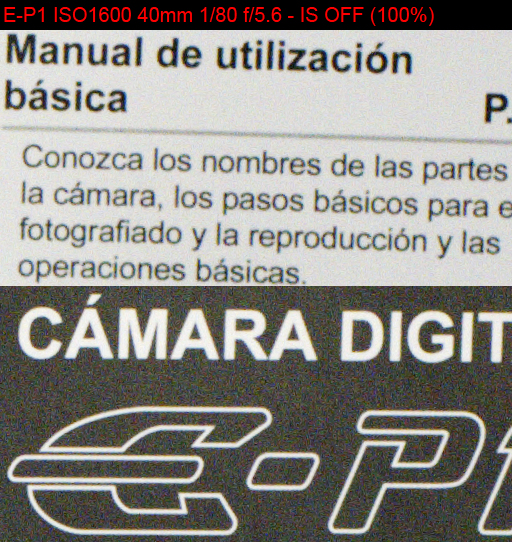 E-P1 ISO1600 40mm 1/80 f/5.6 - IS OFF (100%)
Manual de utilización
básica P.
Conozca los nombres de las partes
la cámara, los pasos básicos para e
fotografiado y la reproducción y las
operaciones básicas.
CÁMARA DIGIT
E-P